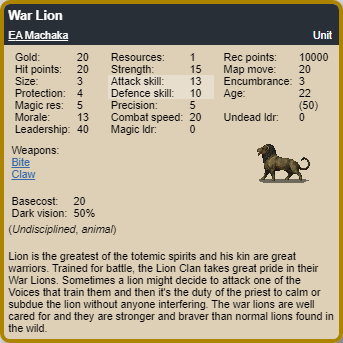 War Lion
EA Machaka Unit
Gold: 20 Resources: 1 Rec points: 10000
Hit points: 20 Strength: 15 Map move: 20
Size: 3 Attack skill: 13 Encumbrance: 3
Protection: 4 Defence skill: 10 Age: 22
Magic res: 5 Precision: 5 (50)
Morale: 13 Combat speed: 20 Undead ldr: 0
Leadership: 40 Magic ldr: 0
Weapons:
Bite
Claw
Basecost: 20
Dark vision: 50%
(Undisciplined, animal)
Lion is the greatest of the totemic spirits and his kin are great
warriors. Trained for battle, the Lion Clan takes great pride in their
War Lions. Sometimes a lion might decide to attack one of the
Voices that train them and then it's the duty of the priest to calm or
subdue the lion without anyone interfering. The war lions are well
cared for and they are stronger and braver than normal lions found in
the wild.